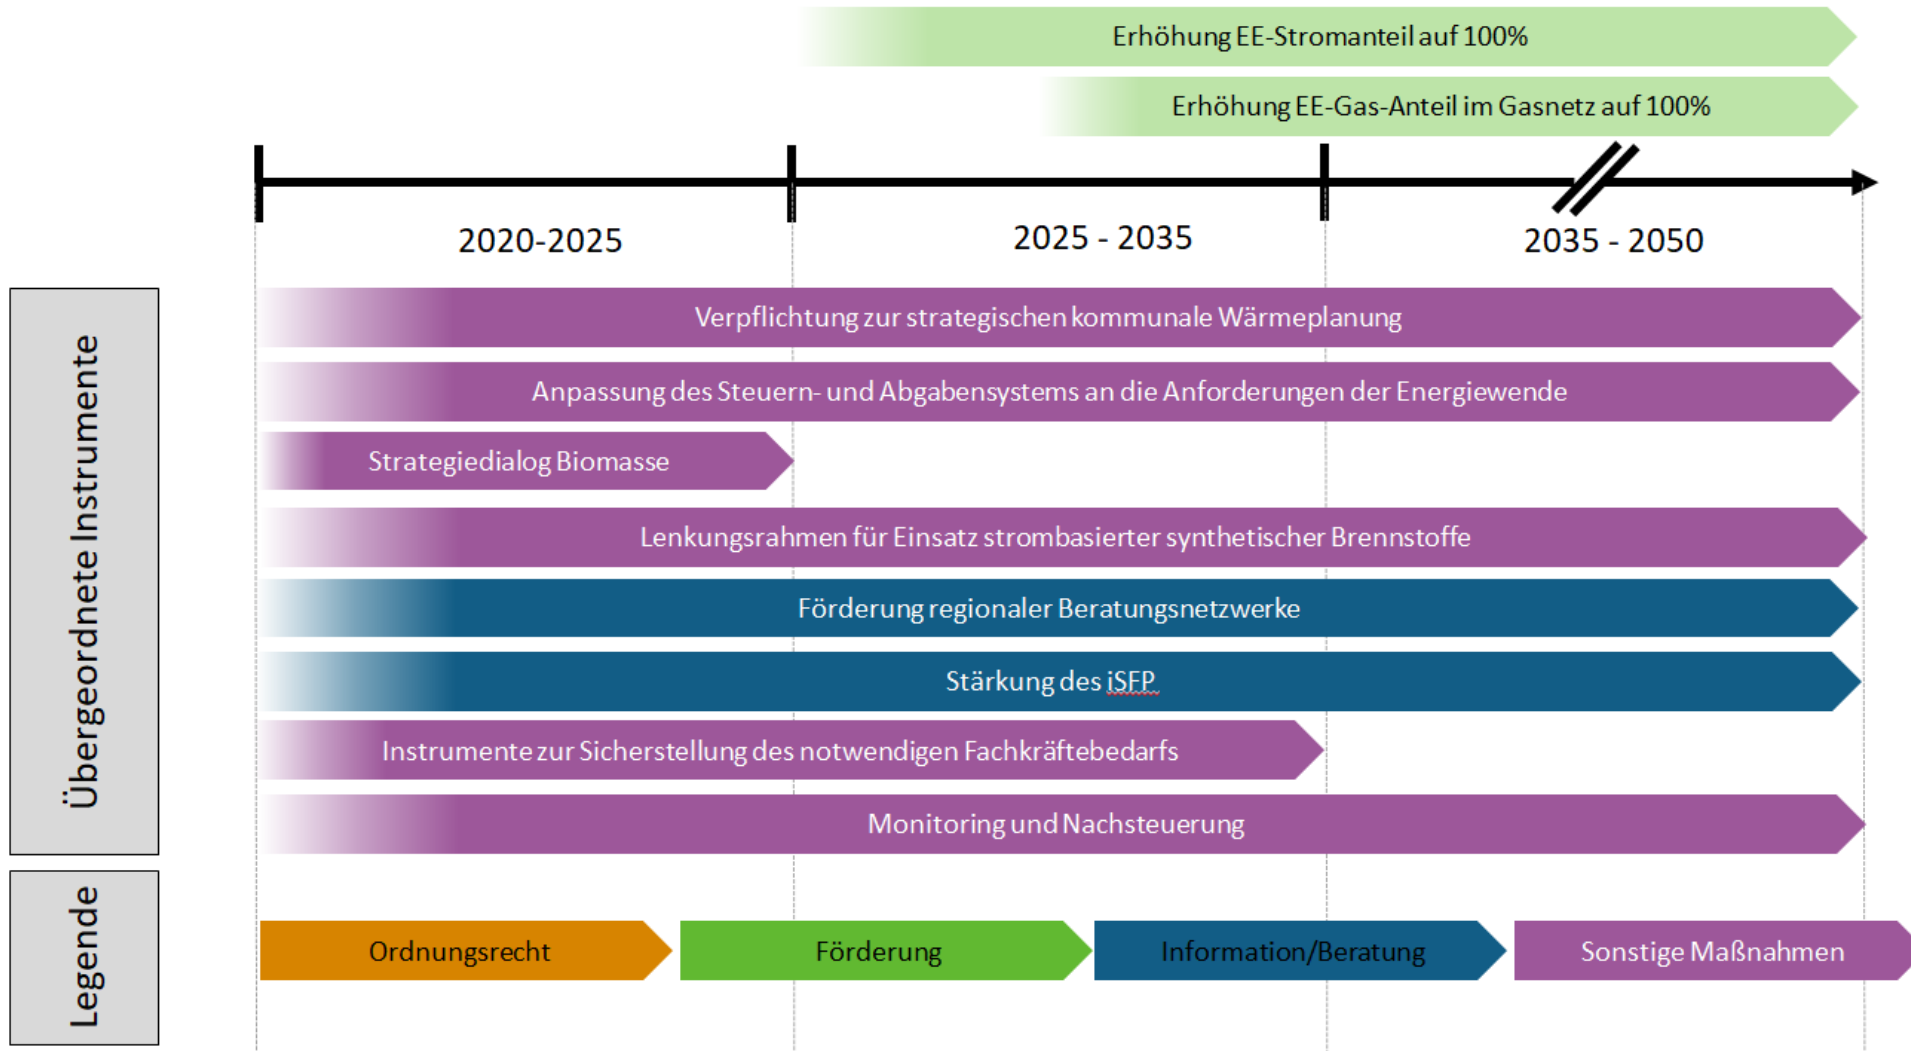 Erhöhung EE-Stromanteil auf 100%
Erhöhung EE-Gas-Anteil im Gasnetz auf 100%
2020-2025
2025 - 2035
2035 - 2050
Übergeordnete Instrumente
Verpflichtung zur strategischen kommunale Wärmeplanung
Anpassung des Steuern- und Abgabensystems an die Anforderungen der Energiewende
Strategiedialog Biomasse
Lenkungsrahmen für Einsatz strombasierter synthetischer Brennstoffe
Förderung regionaler Beratungsnetzwerke
Stärkung des iSFP
Instrumente zur Sicherstellung des notwendigen Fachkräftebedarfs
Monitoring und Nachsteuerung
Legende
Ordnungsrecht
Förderung
Information/Beratung
Sonstige Maßnahmen